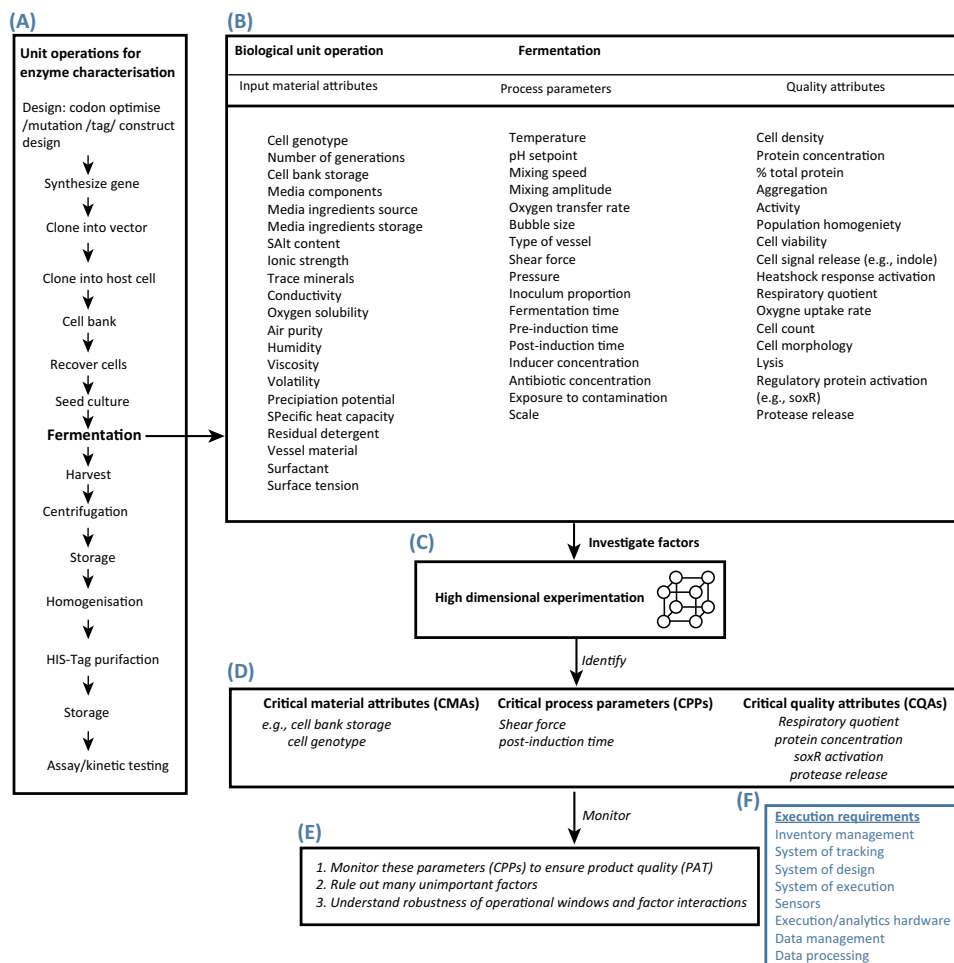 (A)
Unit operations for
enzyme characterisation
Design: codon optimise
/mutation /tag/ construct
design
Synthesize gene
Clone into vector
Clone into host cell
Cell bank
Recover cells
Seed culture
Fermentation
Harvest
Centrifugation
Storage
Homogenisation
HIS-Tag purifaction
Storage
Assay/kinetic testing
(B)
Biological unit operation
Fermentation
Input material attributes
Process parameters
Quality attributes
Cell genotype
Number of generations
Cell bank storage
Media components
Media ingredients source
Media ingredients storage
SAlt content
Ionic strength
Trace minerals
Conductivity
Oxygen solubility
Air purity
Humidity
Viscosity
Volatility
Precipiation potential
SPecific heat capacity
Residual detergent
Vessel material
Surfactant
Surface tension
Temperature
pH setpoint
Mixing speed
Mixing amplitude
Oxygen transfer rate
Bubble size
Type of vessel
Shear force
Pressure
Inoculum proportion
Fermentation time
Pre-induction time
Post-induction time
Inducer concentration
Antibiotic concentration
Exposure to contamination
Scale
Cell density
Protein concentration
% total protein
Aggregation
Activity
Population homogeniety
Cell viability
Cell signal release (e.g., indole)
Heatshock response activation
Respiratory quotient
Oxygne uptake rate
Cell count
Cell morphology
Lysis
Regulatory protein activation
(e.g., soxR)
Protease release
Investigate factors
(C)
High dimensional experimentation
Identify
(D)
Critical material attributes (CMAs)
e.g., cell bank storage
cell genotype
Critical process parameters (CPPs)
Shear force
post-induction time
Critical quality attributes (CQAs)
Respiratory quotient
protein concentration
soxR activation
protease release
Monitor
(E)
1. Monitor these parameters (CPPs) to ensure product quality (PAT)
2. Rule out many unimportant factors
3. Understand robustness of operational windows and factor interactions
(F)
Execution requirements
Inventory management
System of tracking
System of design
System of execution
Sensors
Execution/analytics hardware
Data management
Data processing